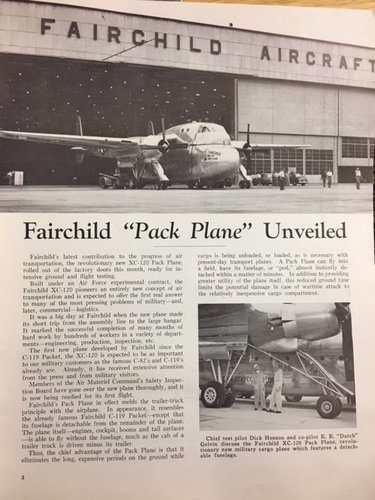 FAIRCHILD AIRCRAFT
Fairchild "Pack Plane" Unveiled
Fairchild's latest contribution to the progress of air
transportation, the revolutionary new XC-120 Pack Plane,
rolled out of the factory doors this month, ready for in-
tensive ground and flight testing.
Built under an Air Force experimental contract, the
Fairchild XC-120 pioneers an entirely new concept of air
transportation and is expected to offer the first real answer
to many of the most pressing problems of military—and
later, commercial—logistics.
It was a big day at Fairchild when the new plane made
its short trip from the assembly line to the large hangar.
It marked the successful completion of many months of
hard work by hundreds of workers in a variety of depart-
ments—engineering, production, inspection, etc.
The first new plane developed by Fairchild since the
C-119 Packet, the XC-120 is expected to be as important
to our military customers as the famous C-82's and C-119's
already are. Already, it has received extensive attention
from the press and from military visitors.
Members of the Air Materiel Command's Safety Inspec-
tion Board have gone over the new plane thoroughly and it
is now being readied for its first flight.
Fairchild's Pack Plane in effect melds the trailer-truck
principle with the airplane. In appearance, it resembles
the already famous Fairchild C-119 Packet—except that
its fuselage is detachable from the remainder of the plane.
The plane itself—engines, cockpit, booms and tail surfaces
—is able to fly without the fuselage, much as the cab of a
trailer truck is driven minus its trailer.
Thus, the chief advantage of the Pack Plane is that it
eliminates the long, expensive periods on the ground while
cargo is being unloaded, or loaded, as is necessary with
present-day transport planes. A Pack Plane can fly into
a field, have its fuselage, or "pod," almost instantly de-
tached within a matter of minutes. In addition to providing
greater utility of the plane itself, this reduced ground time
limits the potential damage in case of wartime attack to
the relatively inexpensive cargo compartment.
Chief test pilot Dick Henson and co-pilot E. R. "Dutch"
Gelvin discuss the Fairchild XC-120 Pack Plane, revolu-
tionary new military cargo plane which features a detach-
able fuselage.
2